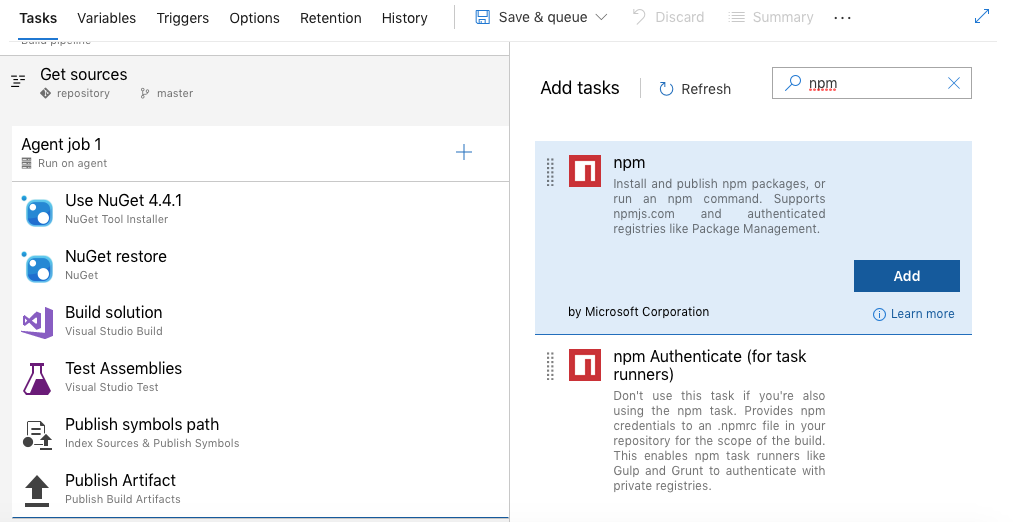 Tasks Variables Triggers Options Retention History Save & queue Discard Summary ...
Build pipeline
Get sources
repository master
Agent job 1
Run on agent
Use NuGet 4.4.1
NuGet Tool Installer
NuGet restore
NuGet
Build solution
Visual Studio Build
Test Assemblies
Visual Studio Test
Publish symbols path
Index Sources & Publish Symbols
Publish Artifact
Publish Build Artifacts
Add tasks Refresh npm
npm
Install and publish npm packages, or
run an npm command. Supports
npmjs.com and authenticated
registries like Package Management.
Add
by Microsoft Corporation Learn more
npm Authenticate (for task
runners)
Don't use this task if you're also
using the npm task. Provides npm
credentials to an .npmrc file in your
repository for the scope of the build.
This enables npm task runners like
Gulp and Grunt to authenticate with
private registries.